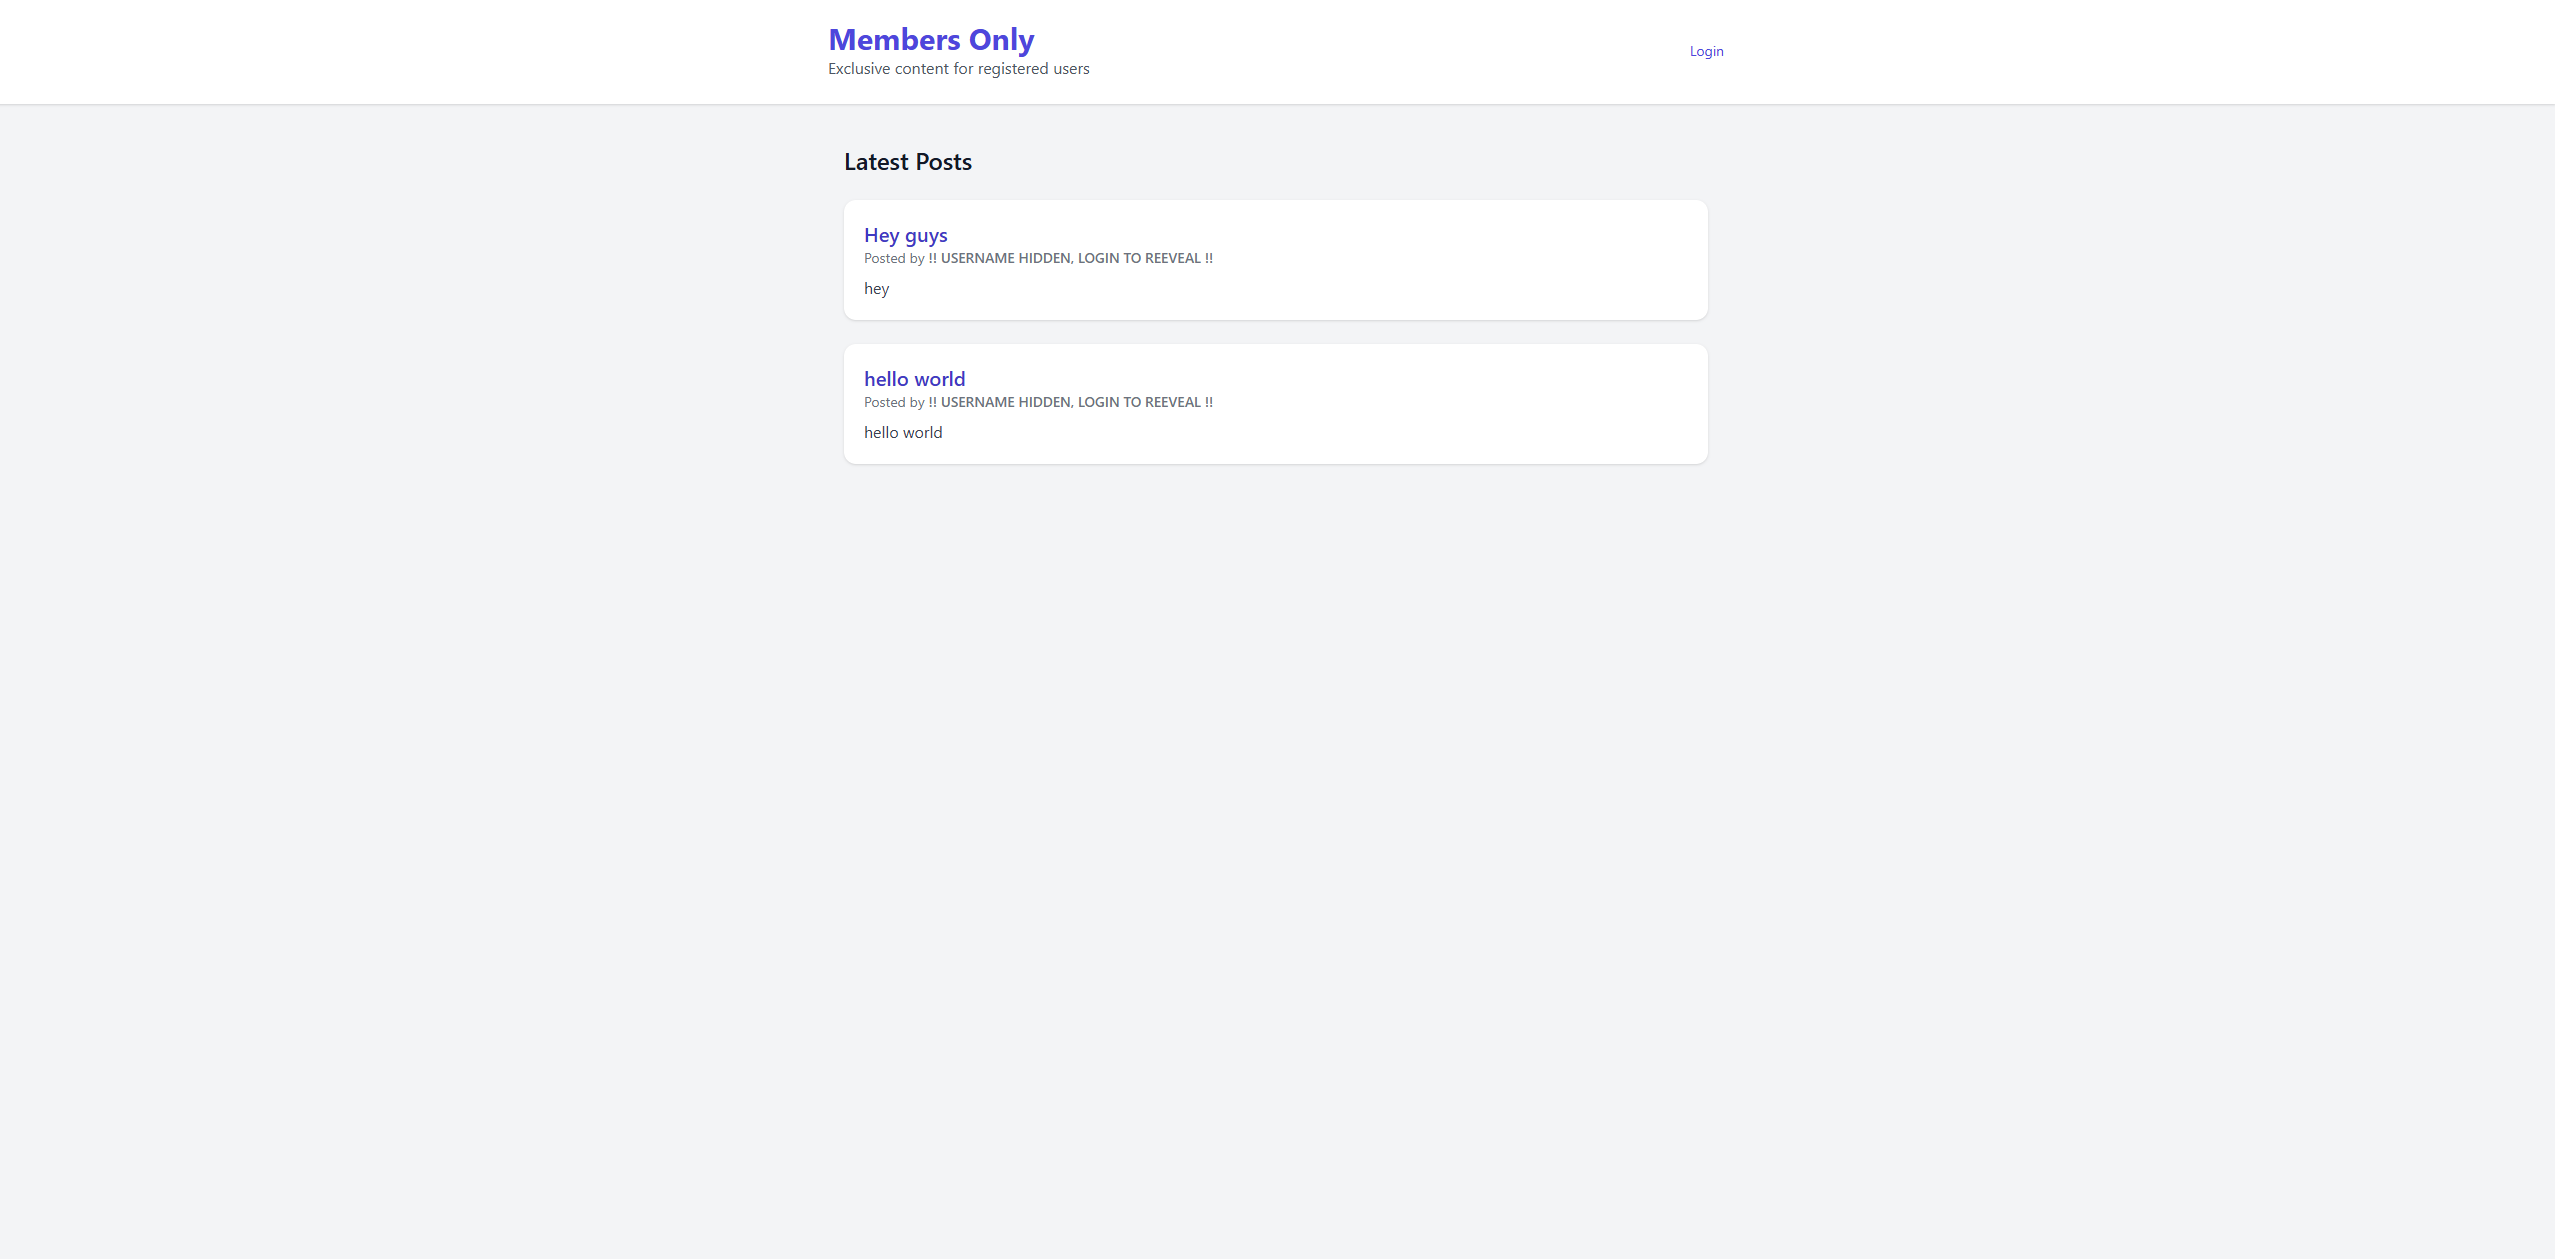 Members Only
Exclusive content for registered users
Login
Latest Posts
Hey guys
Posted by !! USERNAME HIDDEN, LOGIN TO REEVEAL !!
hey
hello world
Posted by !! USERNAME HIDDEN, LOGIN TO REEVEAL !!
hello world